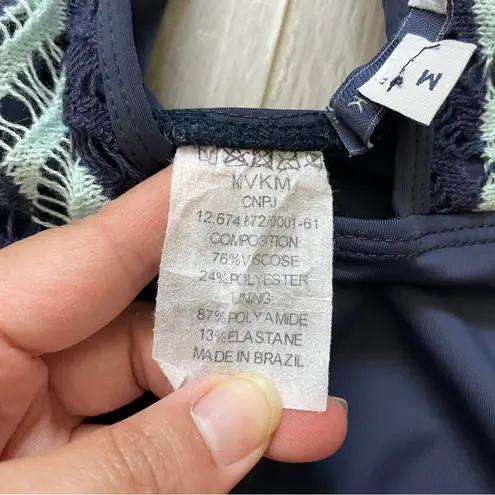 M
MVKM
CNPJ
12.674.672/0001-61
COMPOSITION
76% VISCOSE
24% POLYESTER
LINING
87% POLYAMIDE
13% ELASTANE
MADE IN BRAZIL